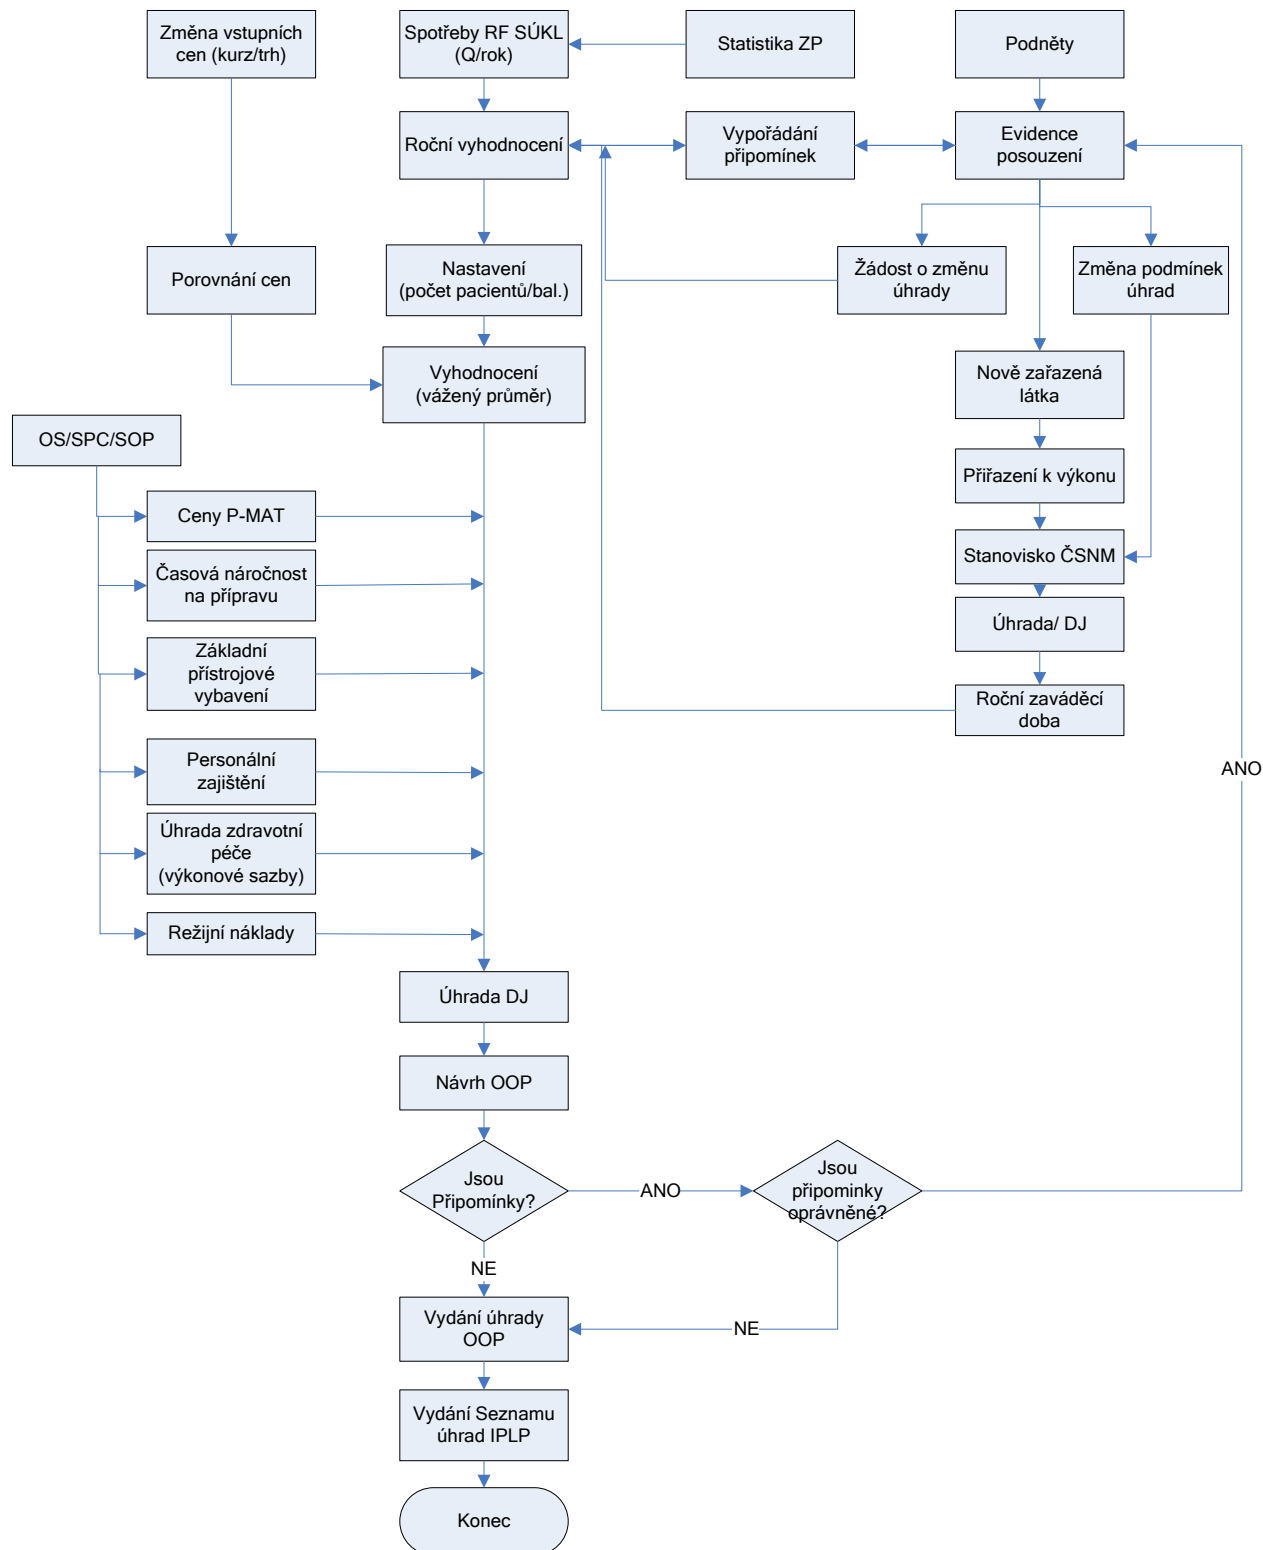 Změna vstupních
cen (kurz/trh)
Spotřeby RF SÚKL
(Q/rok)
Statistika ZP
Podněty
Roční vyhodnocení
Vypořádání
připomínek
Evidence
posouzení
Porovnání cen
Nastavení
(počet pacientů/bal.)
Žádost o změnu
úhrady
Změna podmínek
úhrad
Vyhodnocení
(vážený průměr)
Nově zařazená
látka
OS/SPC/SOP
Přiřazení k výkonu
Ceny P-MAT
Stanovisko ČSNM
Časová náročnost
na přípravu
Úhrada/ DJ
Základní
přístrojové
vybavení
Roční zaváděcí
doba
Personální
zajištění
ANO
Úhrada zdravotní
péče
(výkonové sazby)
Režijní náklady
Úhrada DJ
Návrh OOP
Jsou
Připomínky?
ANO
Jsou
připominky
oprávněné?
NE
Vydání úhrady
OOP
NE
Vydání Seznamu
úhrad IPLP
Konec